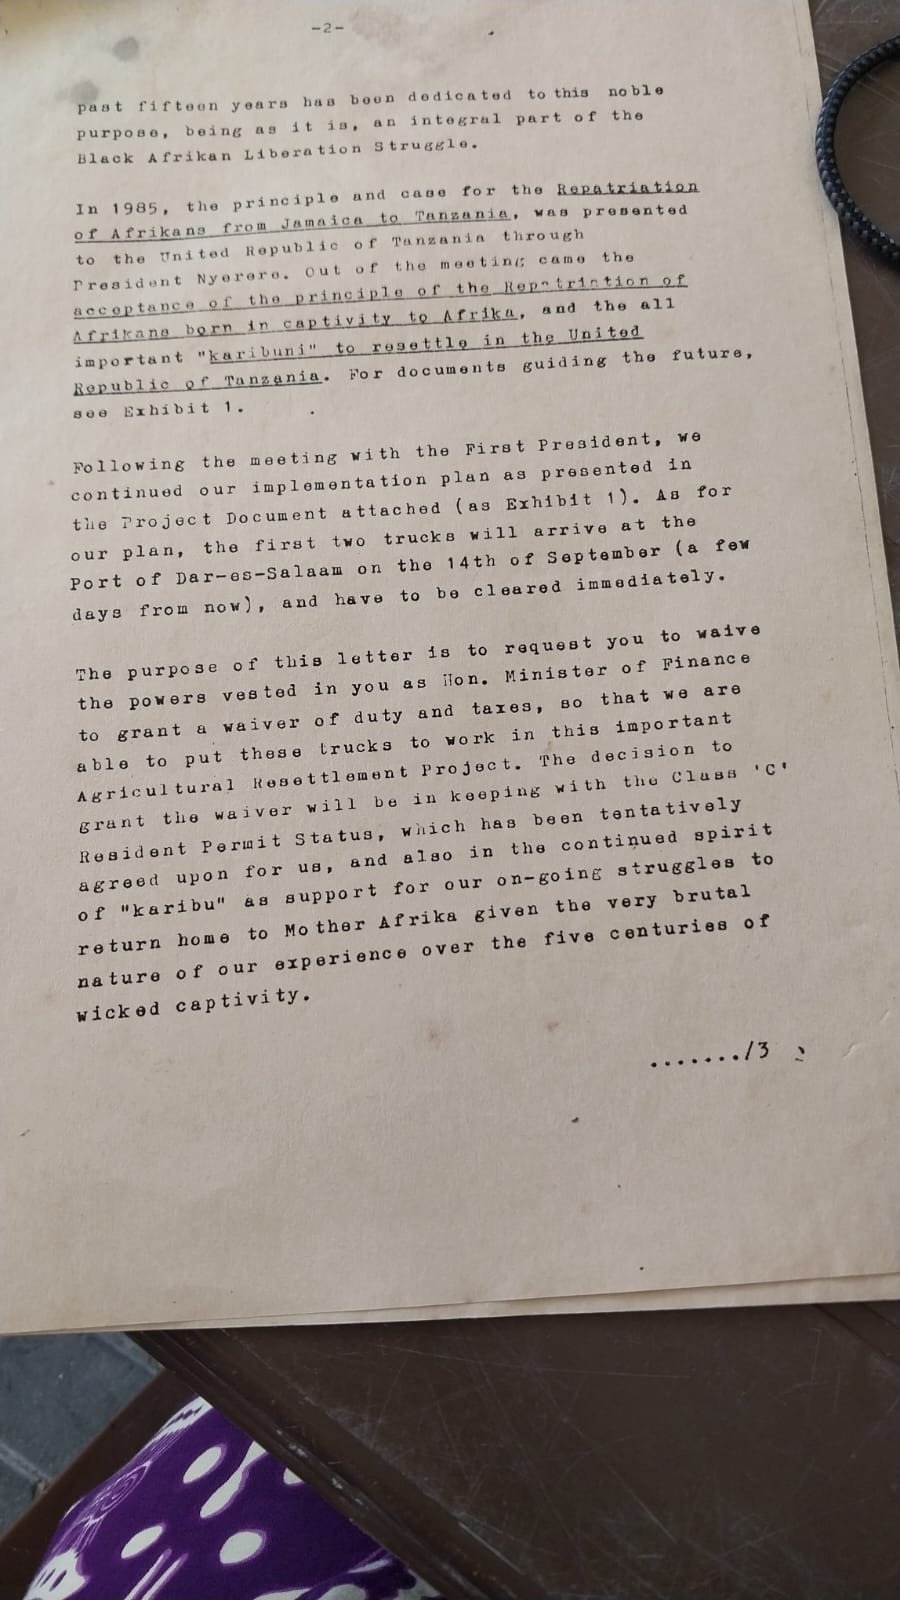 -2-
past fifteen years has been dedicated to this noble
purpose, being as it is, an integral part of the
Black Afrikan Liberation Struggle.
In 1985, the principle and case for the Repatriation
of Afrikans from Jamaica to Tanzania, was presented
to the United Republic of Tanzania through
President Nyerere. Out of the meeting came the
acceptance of the principle of the Repatriation of
Afrikans born in captivity to Afrika, and the all
important "karibuni" to resettle in the United
Republic of Tanzania. For documents guiding the future,
see Exhibit 1.
Following the meeting with the First President, we
continued our implementation plan as presented in
the Project Document attached (as Exhibit 1). As for
our plan, the first two trucks will arrive at the
Port of Dar-es-Salaam on the 14th of September (a few
days from now), and have to be cleared immediately.
The purpose of this letter is to request you to waive
the powers vested in you as Hon. Minister of Finance
to grant a waiver of duty and taxes, so that we are
able to put these trucks to work in this important
Agricultural Resettlement Project. The decision to
grant the waiver will be in keeping with the Class 'C'
Resident Permit Status, which has been tentatively
agreed upon for us, and also in the continued spirit
of "karibu" as support for our on-going struggles to
return home to Mother Afrika given the very brutal
nature of our experience over the five centuries of
wicked captivity.
......./3